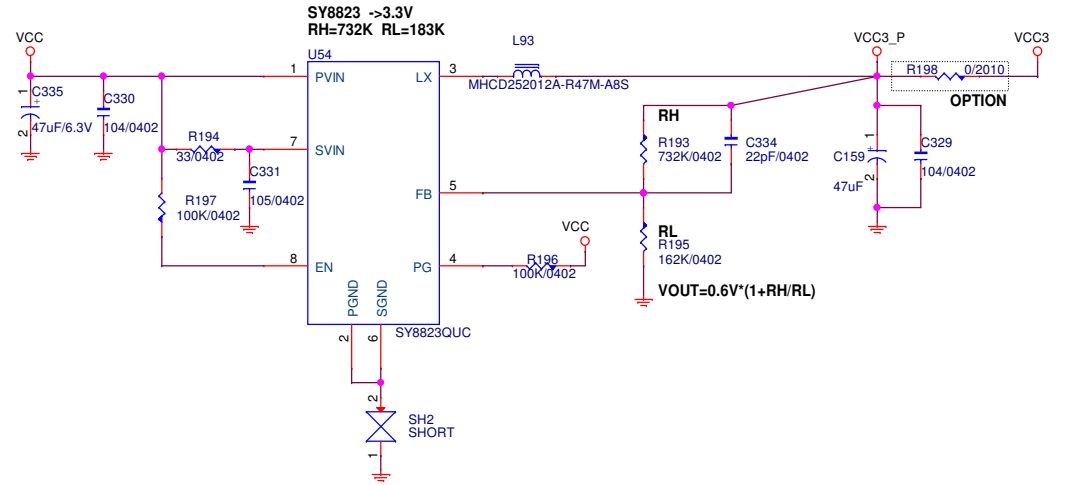 SY8823 ->3.3V
RH=732K RL=183K
VCC
U54
L93
VCC3_P
VCC3
1
PVIN
LX
3
MHCD252012A-R47M-A8S
R198
0/2010
OPTION
1
C335
+
2
47uF/6.3V
C330
104/0402
R194
33/0402
7
SVIN
C331
105/0402
R197
100K/0402
8
EN
RH
R193
732K/0402
C334
22pF/0402
FB
5
1
C159
+
2
47uF
C329
104/0402
RL
R195
162K/0402
VCC
PG
4
R196
100K/0402
VOUT=0.6V*(1+RH/RL)
PGND
SGND
SY8823QUC
2
6
2
SH2
SHORT
1